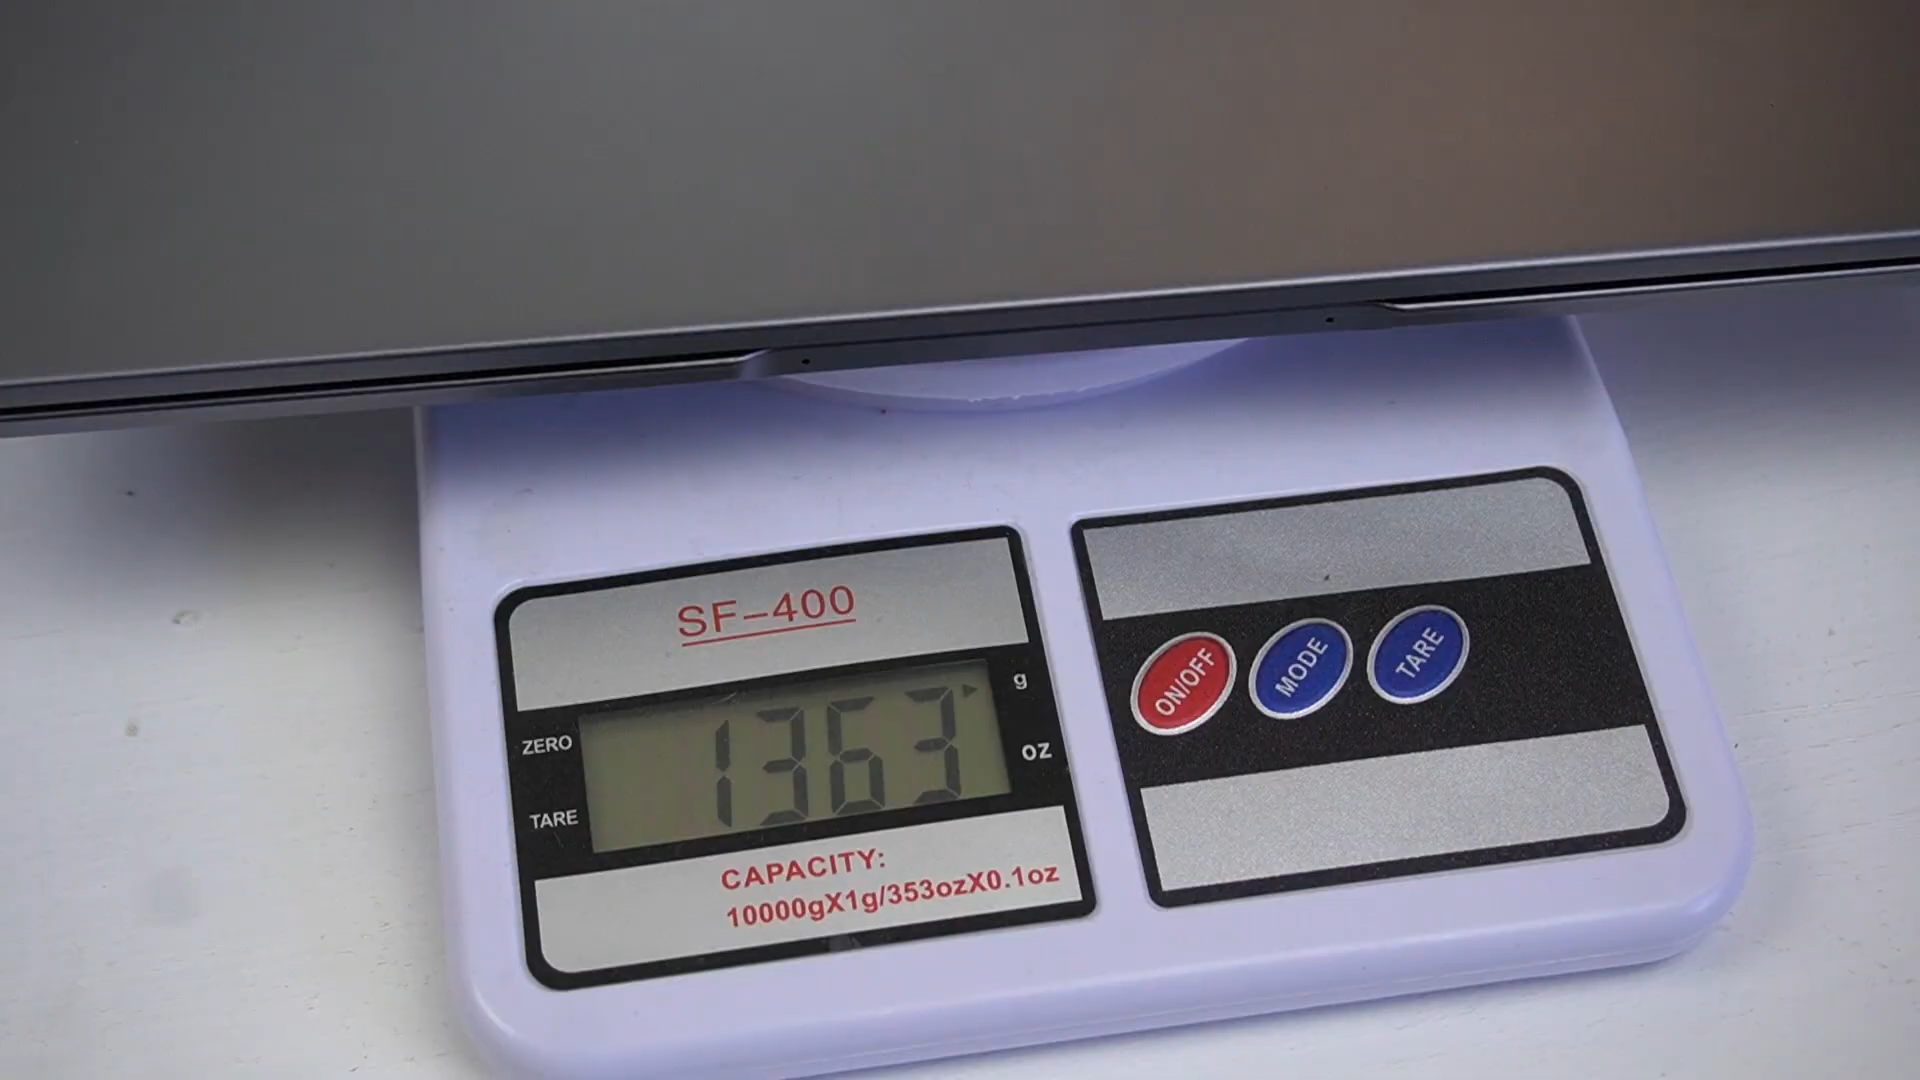 SF-400
g
1363
ZERO
oz
TARE
CAPACITY:
10000gX1g/353ozX0.1oz
ON/OFF
MODE
TARE